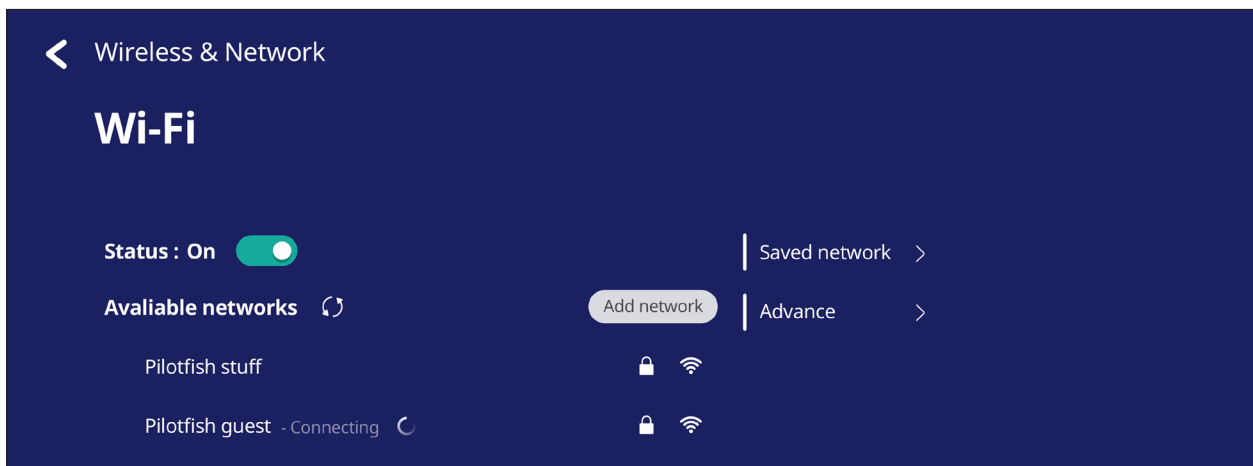 Wireless & Network
Wi-Fi
Status : On
Saved network
Avaliable networks
Add network
Advance
Pilotfish stuff
Pilotfish guest - Connecting